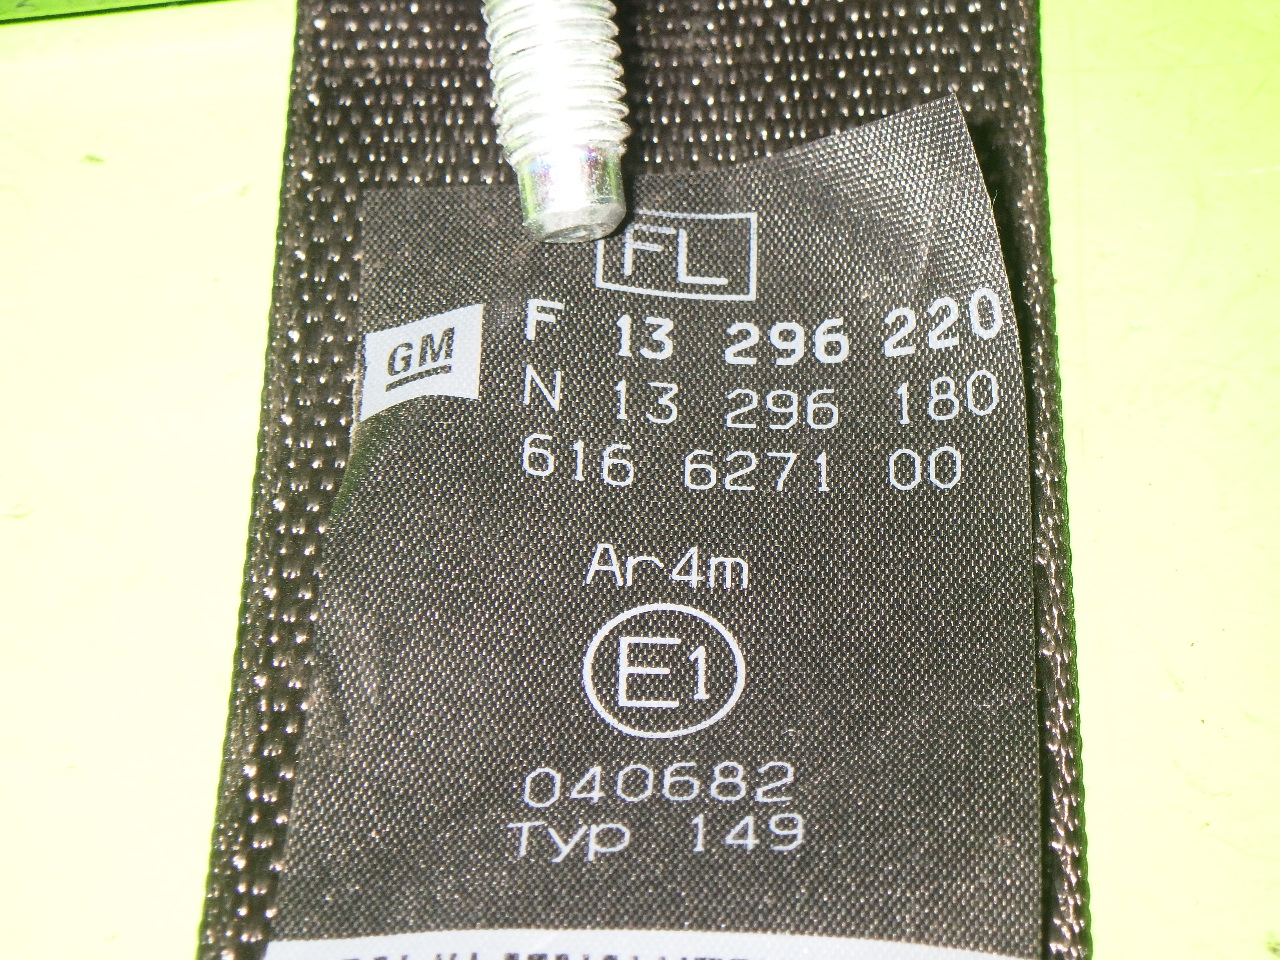 FL
GM F 13 296 220
N 13 296 180
616 6271 00
Ar4m
E1
040682
Typ 149